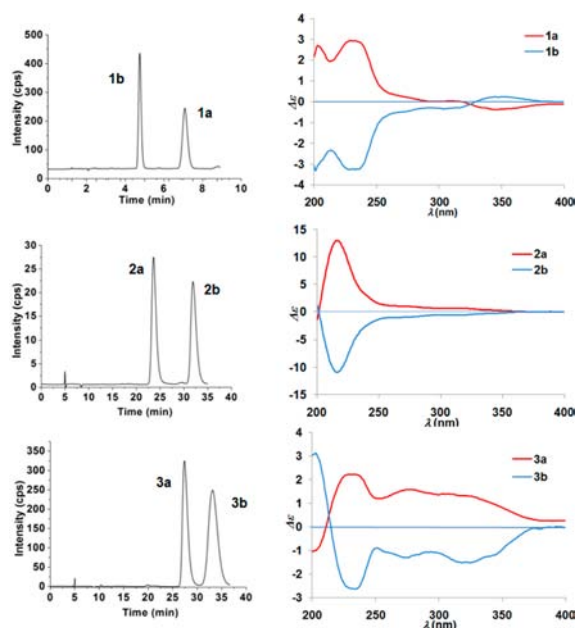 500
400
300
200
100
0
Intensity (cps)
1b
1a
0 2 4 6 8 10
Time (min)
4
3
2
1
0
-1
-2
-3
-4
Δε
1a
1b
200 250 300 350 400
λ(nm)
30
25
20
15
10
5
0
Intensity (cps)
2a
2b
0 5 10 15 20 25 30 35 40
Time (min)
15
10
5
0
-5
-10
-15
Δε
2a
2b
200 250 300 350 400
λ(nm)
350
300
250
200
150
100
50
0
Intensity (cps)
3a
3b
0 5 10 15 20 25 30 35 40
Time (min)
4
3
2
1
0
-1
-2
-3
Δε
3a
3b
200 250 300 350 400
λ(nm)